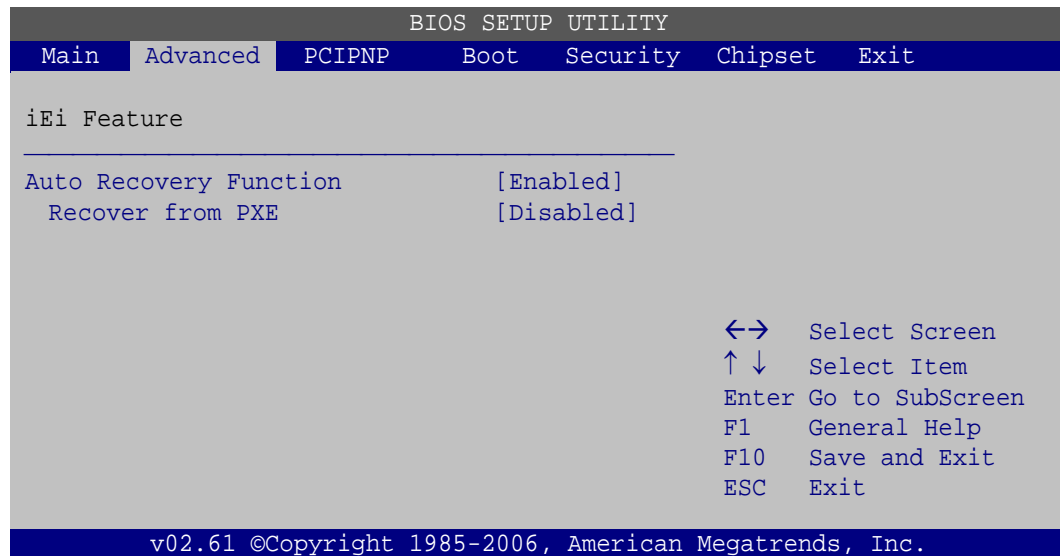 BIOS SETUP UTILITY
Main Advanced PCIPNP Boot Security Chipset Exit
iEi Feature
Auto Recovery Function [Enabled]
Recover from PXE [Disabled]
←→ Select Screen
↑ ↓ Select Item
Enter Go to SubScreen
F1 General Help
F10 Save and Exit
ESC Exit
v02.61 ©Copyright 1985-2006, American Megatrends, Inc.